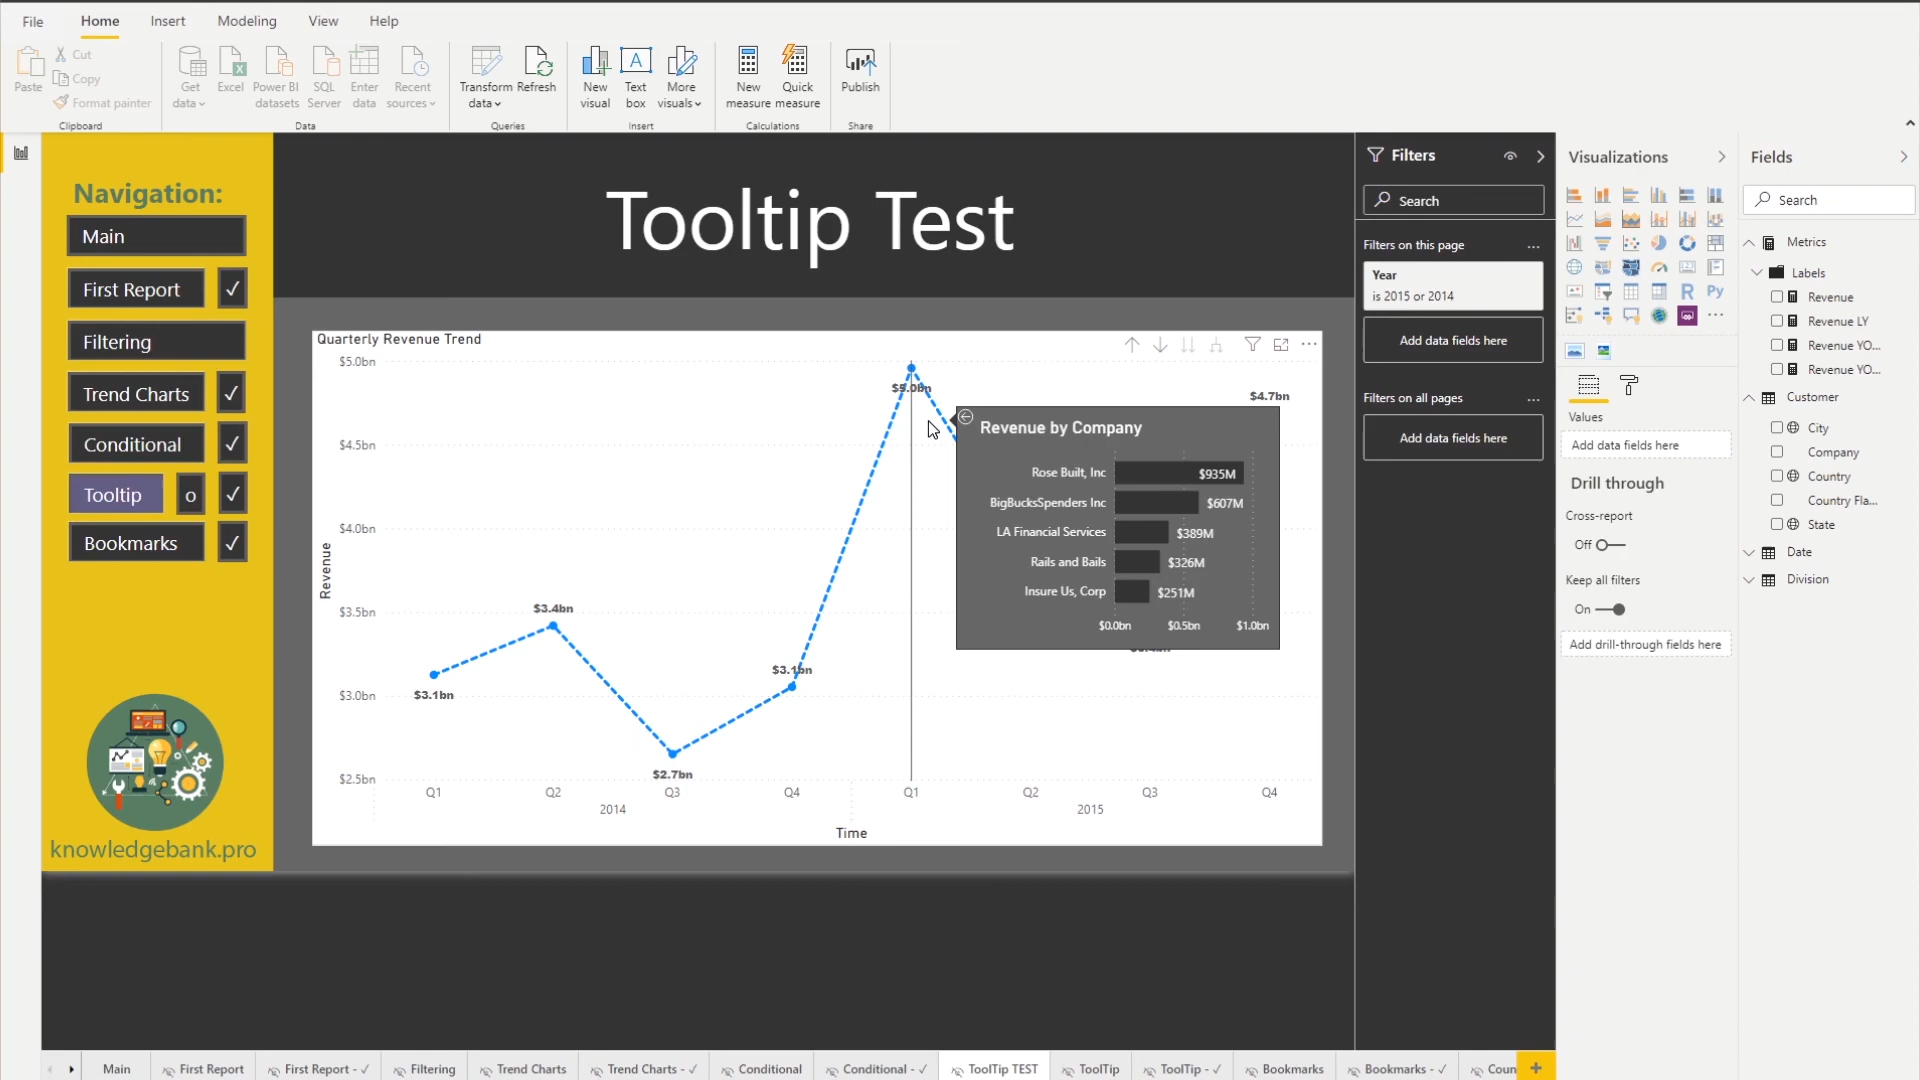 File
Home
Insert
Modeling
View
Help
Paste
Cut
Copy
Format painter
Clipboard
Get data
Excel
Power BI datasets
SQL Server
Enter data
Recent sources
Data
Transform data
Refresh
Queries
New visual
Text box
More visuals
Insert
New measure
Quick measure
Calculations
Publish
Share
Navigation:
Main
First Report ✓
Filtering
Trend Charts ✓
Conditional ✓
Tooltip o ✓
Bookmarks ✓
knowledgebank.pro
Tooltip Test
Quarterly Revenue Trend
$5.0bn
$4.5bn
$4.0bn
$3.5bn
$3.0bn
$2.5bn
Revenue
$3.1bn
$3.4bn
$2.7bn
$3.1bn
$5.0bn
$4.7bn
Q1 Q2 Q3 Q4 Q1 Q2 Q3 Q4
2014 2015
Time
Revenue by Company
Rose Built, Inc $935M
BigBucksSpenders Inc $607M
LA Financial Services $389M
Rails and Bails $326M
Insure Us, Corp $251M
$0.0bn $0.5bn $1.0bn
Filters
Search
Filters on this page ...
Year
is 2015 or 2014
Add data fields here
Filters on all pages ...
Add data fields here
Visualizations
R Py
...
Values
Add data fields here
Drill through
Cross-report
Off
Keep all filters
On
Add drill-through fields here
Fields
Search
Metrics
Labels
Revenue
Revenue LY
Revenue YO...
Revenue YO...
Customer
City
Company
Country
Country Fla...
State
Date
Division
Main
First Report
First Report - ✓
Filtering
Trend Charts
Trend Charts - ✓
Conditional
Conditional - ✓
ToolTip TEST
ToolTip
ToolTip - ✓
Bookmarks
Bookmarks - ✓
Coun
+